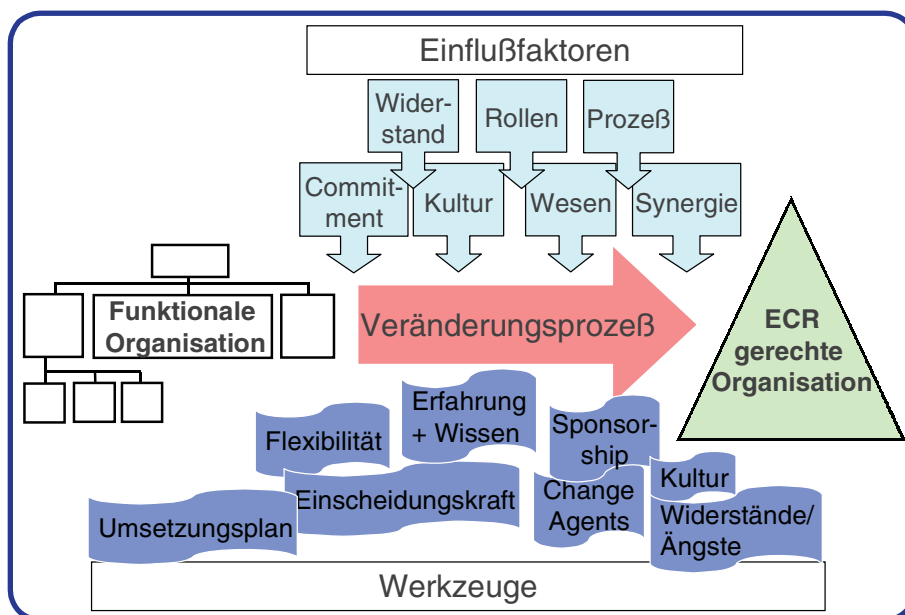 Einflußfaktoren
Wider-
stand
Rollen
Prozeß
Commit-
ment
Kultur
Wesen
Synergie
Funktionale
Organisation
Veränderungsprozeß
ECR
gerechte
Organisation
Flexibilität
Erfahrung
+ Wissen
Sponsor-
ship
Kultur
Umsetzungsplan
Einscheidungskraft
Change
Agents
Widerstände/
Ängste
Werkzeuge